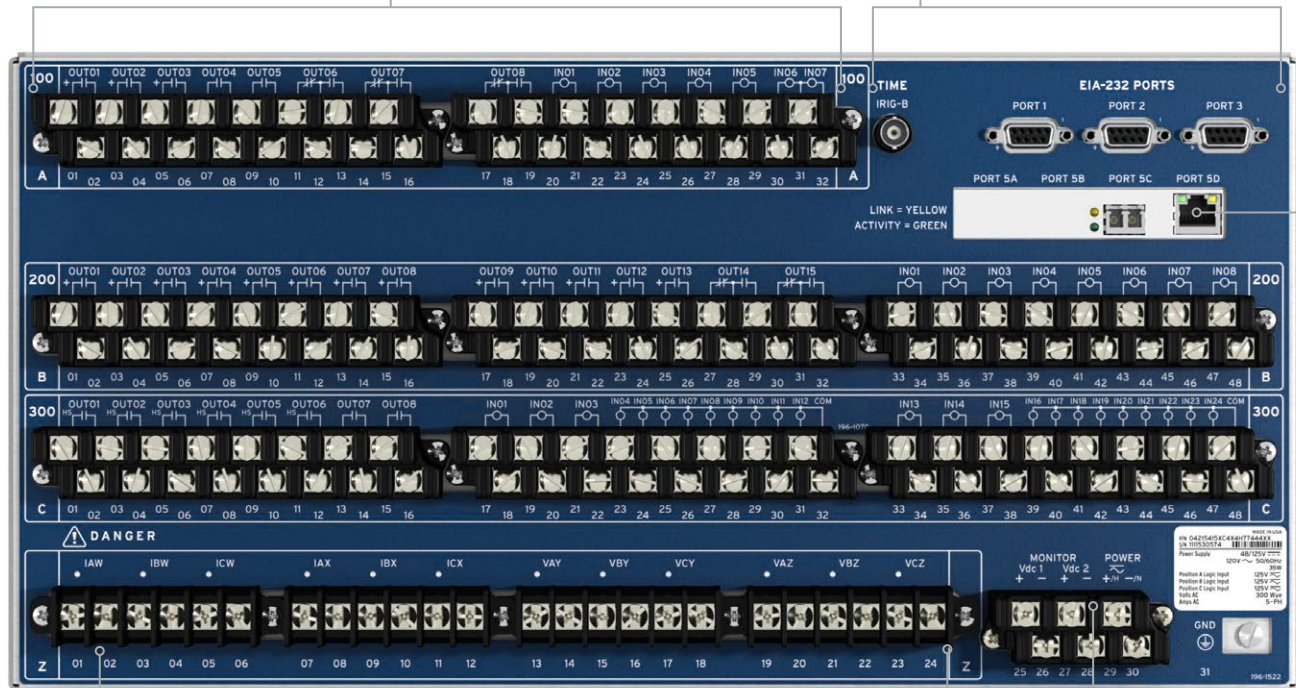 100 OUT01 OUT02 OUT03 OUT04 OUT05 OUT06 OUT07 OUT08 IN01 IN02 IN03 IN04 IN05 IN06 IN07 100
+ + +
A 01 02 03 04 05 06 07 08 09 10 11 12 13 14 15 16 17 18 19 20 21 22 23 24 25 26 27 28 29 30 31 32 A
TIME
IRIG-B
EIA-232 PORTS
PORT 1 PORT 2 PORT 3
PORT 5A PORT 5B PORT 5C PORT 5D
LINK = YELLOW
ACTIVITY = GREEN
200 OUT01 OUT02 OUT03 OUT04 OUT05 OUT06 OUT07 OUT08 OUT09 OUT10 OUT11 OUT12 OUT13 OUT14 OUT15 IN01 IN02 IN03 IN04 IN05 IN06 IN07 IN08 200
+ + + + + + + + + + + + +
B 01 02 03 04 05 06 07 08 09 10 11 12 13 14 15 16 17 18 19 20 21 22 23 24 25 26 27 28 29 30 31 32 33 34 35 36 37 38 39 40 41 42 43 44 45 46 47 48 B
300 OUT01 OUT02 OUT03 OUT04 OUT05 OUT06 OUT07 OUT08 IN01 IN02 IN03 IN04 IN05 IN06 IN07 IN08 IN09 IN10 IN11 IN12 COM IN13 IN14 IN15 IN16 IN17 IN18 IN19 IN20 IN21 IN22 IN23 IN24 COM 300
HS HS HS HS HS HS
C 01 02 03 04 05 06 07 08 09 10 11 12 13 14 15 16 17 18 19 20 21 22 23 24 25 26 27 28 29 30 31 32 33 34 35 36 37 38 39 40 41 42 43 44 45 46 47 48 C
DANGER
IAW IBW ICW IAX IBX ICX VAY VBY VCY VAZ VBZ VCZ
Z 01 02 03 04 05 06 07 08 09 10 11 12 13 14 15 16 17 18 19 20 21 22 23 24 Z
MONITOR POWER
Vdc 1 Vdc 2
+ − + − +/H −/N
25 26 27 28 29 30
MADE IN USA
P/N 04215415XC4X4H77444XX
S/N 1111530574
Power Supply 48/125V
120V 50/60Hz
35W
Position A Logic Input 125V
Position B Logic Input 125V
Position C Logic Input 125V
Volts AC 300 Wye
Amps AC 5-PH
GND
31
196-1522